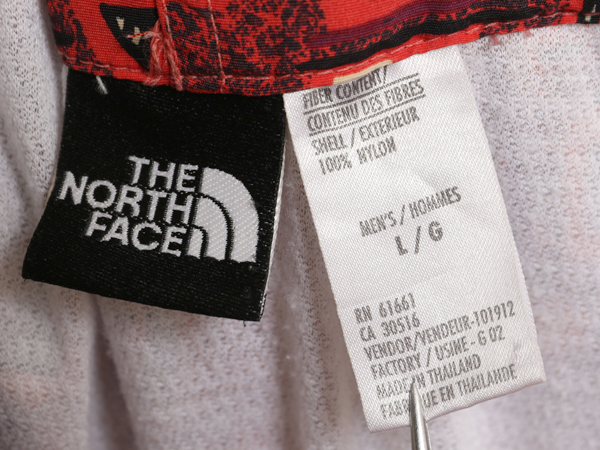 THE
NORTH
FACE
FIBER CONTENT/
CONTENU DES FIBRES
SHELL / EXTERIEUR
100% NYLON
MEN'S / HOMMES
L / G
RN 61661
CA 30516
VENDOR/VENDEUR-101912
FACTORY / USINE - G 02
MADE IN THAILAND
EN THAILANDE